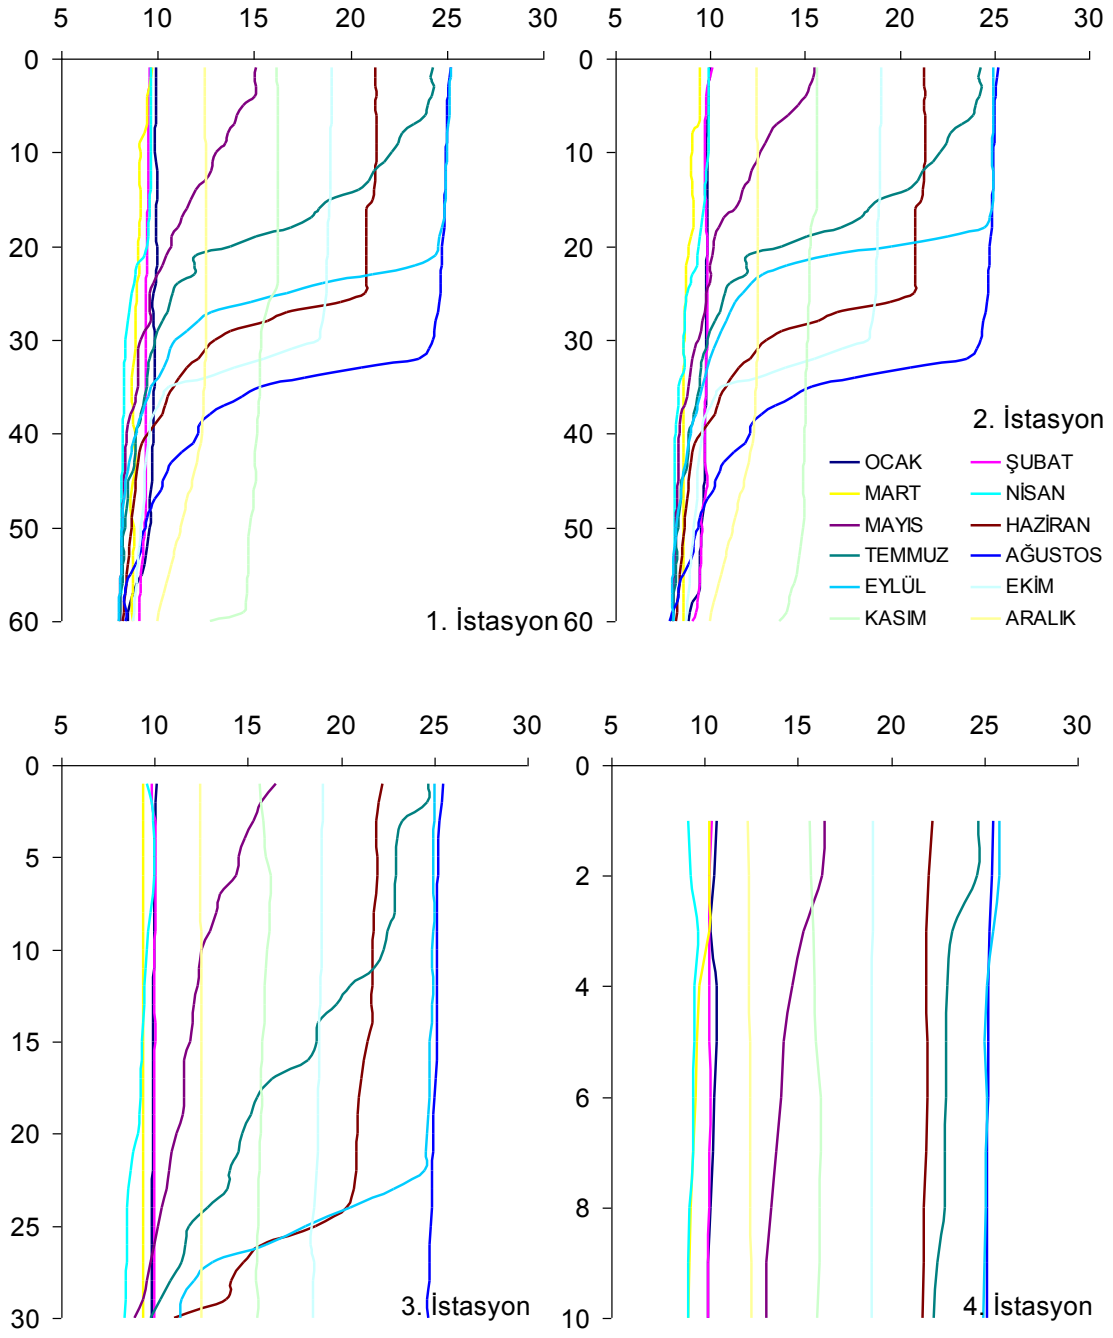 5 10 15 20 25 30 5 10 15 20 25 30
0 0
10 10
20 20
30 30
40 40
2. İstasyon
OCAK ŞUBAT
MART NİSAN
50 50
MAYIS HAZİRAN
TEMMUZ AĞUSTOS
EYLÜL EKİM
KASIM ARALIK
60 1. İstasyon 60
5 10 15 20 25 30 5 10 15 20 25 30
0 0
5 2
10 4
15 6
20 8
25
30 3. İstasyon 10 4. İstasyon